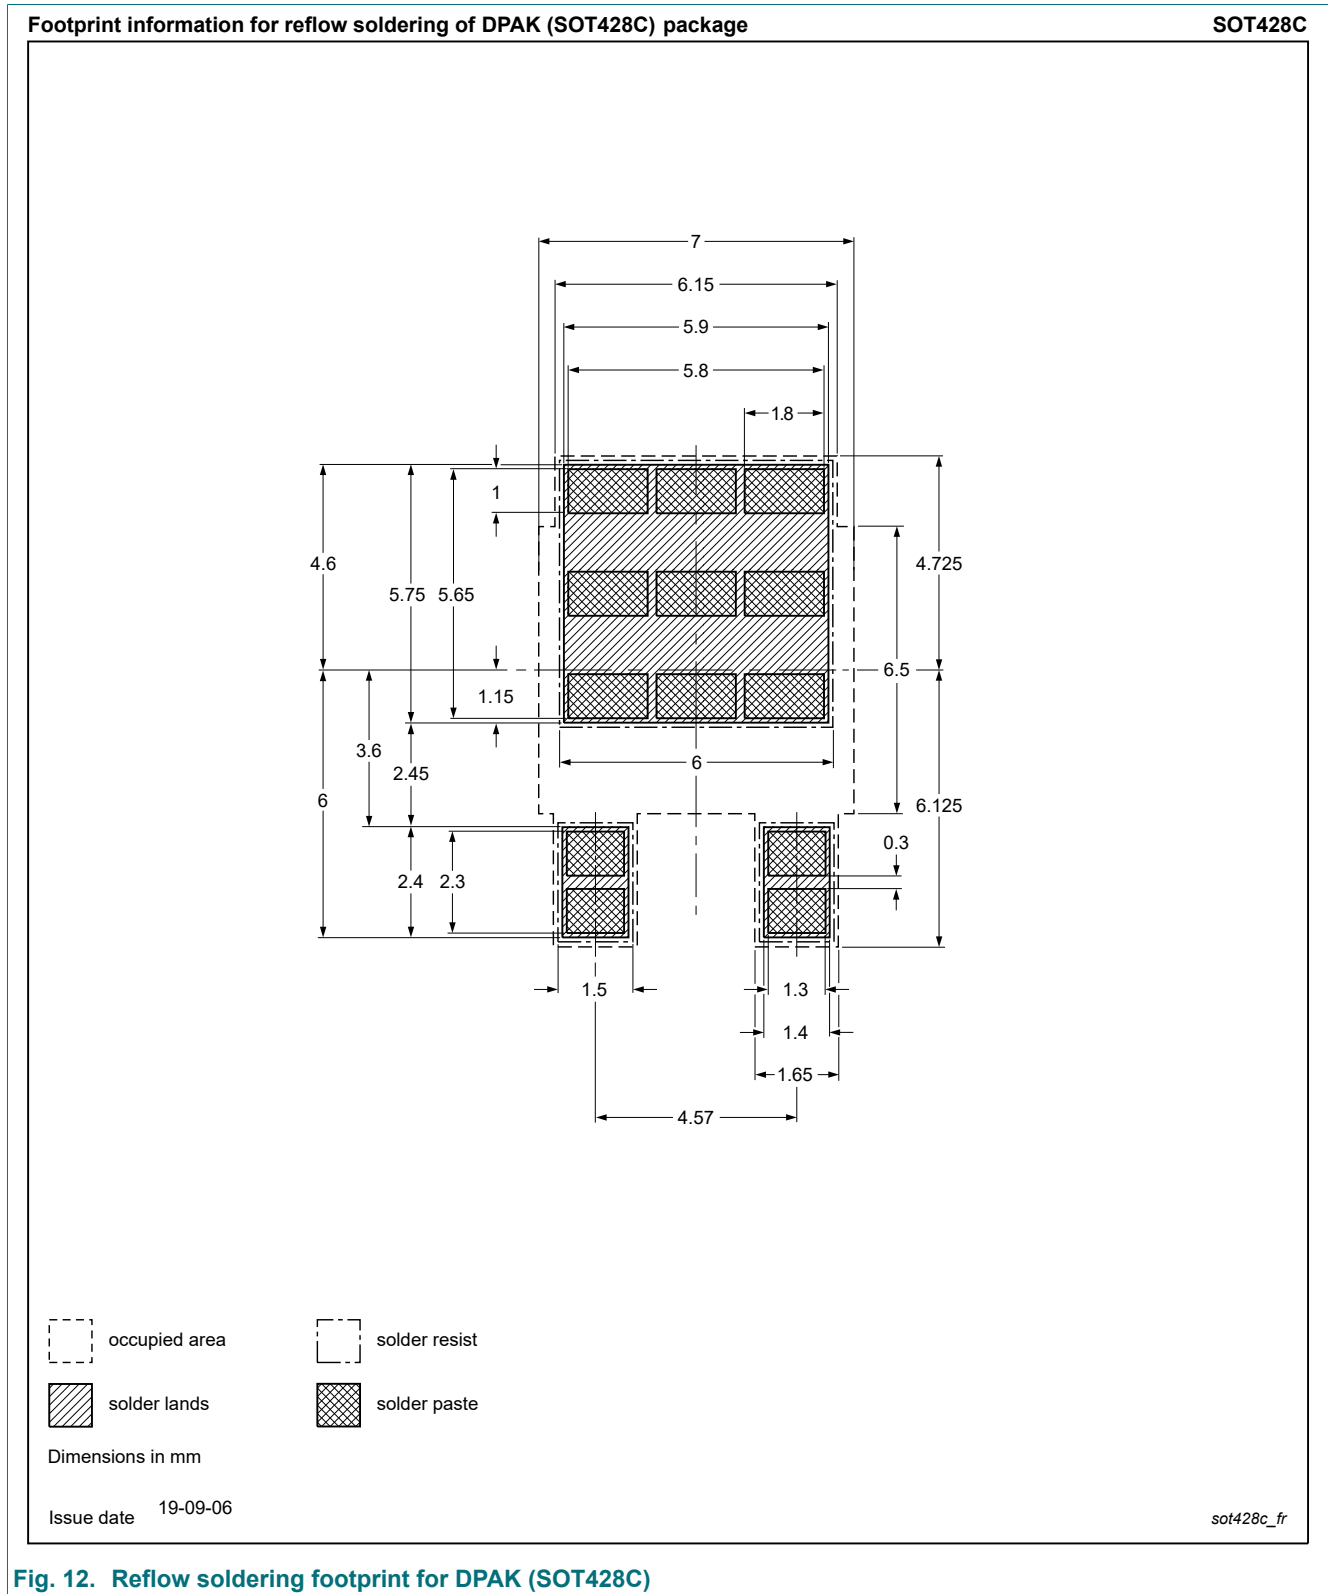 Footprint information for reflow soldering of DPAK (SOT428C) package SOT428C
7
6.15
5.9
5.8
1.8
1
4.6
4.725
5.75
5.65
6.5
1.15
3.6
6
2.45
6
6.125
0.3
2.4
2.3
1.5
1.3
1.4
1.65
4.57
occupied area
solder resist
solder lands
solder paste
Dimensions in mm
Issue date 19-09-06
sot428c_fr
Fig. 12. Reflow soldering footprint for DPAK (SOT428C)